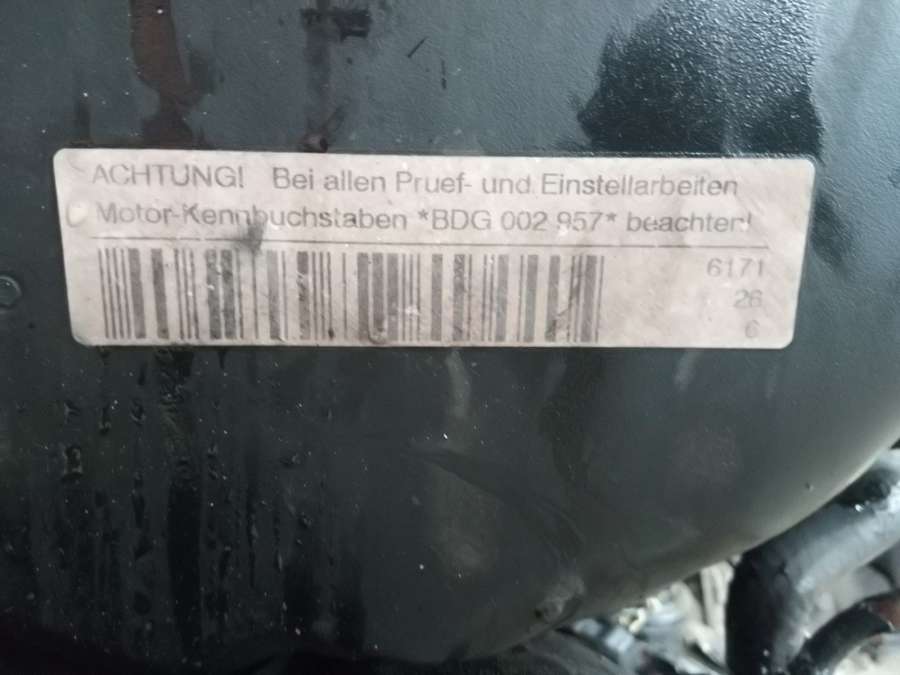 ACHTUNG! Bei allen Pruef- und Einstellarbeiten
Motor-Kennbuchstaben *BDG 002 957* beachten!
6171
26
6